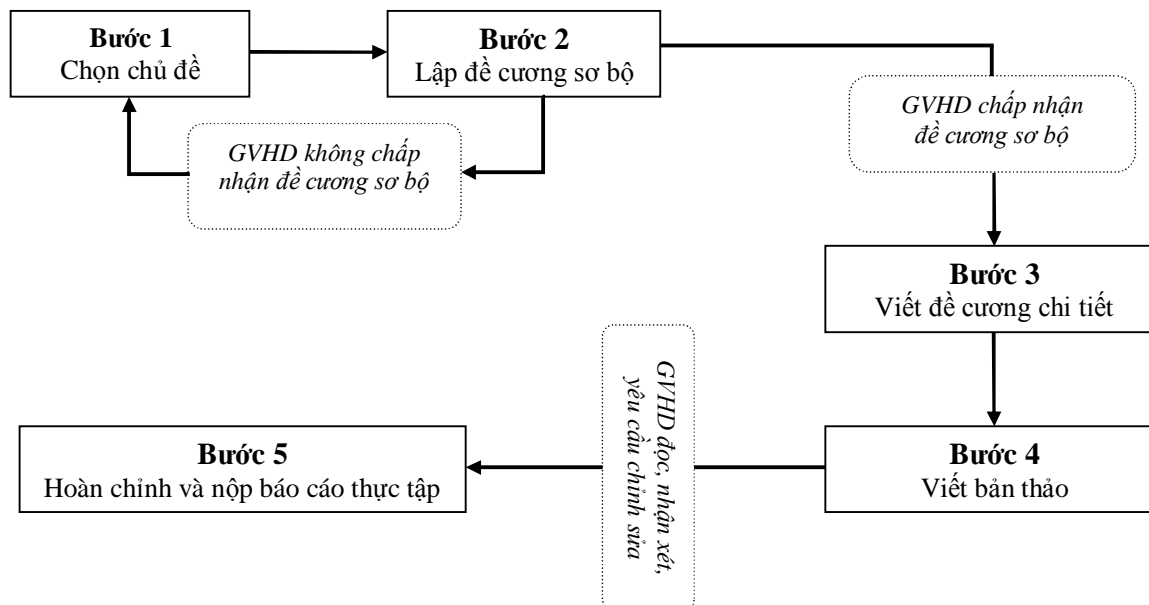 Bước 1
Chọn chủ đề
Bước 2
Lập đề cương sơ bộ
GVHD chấp nhận
đề cương sơ bộ
GVHD không chấp
nhận đề cương sơ bộ
Bước 3
Viết đề cương chi tiết
GVHD đọc, nhận xét,
yêu cầu chỉnh sửa
Bước 4
Viết bản thảo
Bước 5
Hoàn chỉnh và nộp báo cáo thực tập